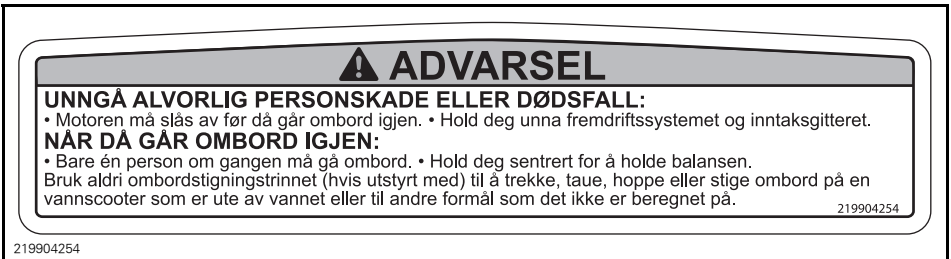 ADVARSEL
UNNGÅ ALVORLIG PERSONSKADE ELLER DØDSFALL:
• Motoren må slås av før då går ombord igjen. • Hold deg unna fremdriftssystemet og inntaksgitteret.
NÅR DÅ GÅR OMBORD IGJEN:
• Bare én person om gangen må gå ombord. • Hold deg sentrert for å holde balansen.
Bruk aldri ombordstigningstrinnet (hvis utstyrt med) til å trekke, taue, hoppe eller stige ombord på en
vannscooter som er ute av vannet eller til andre formål som det ikke er beregnet på.
219904254
219904254